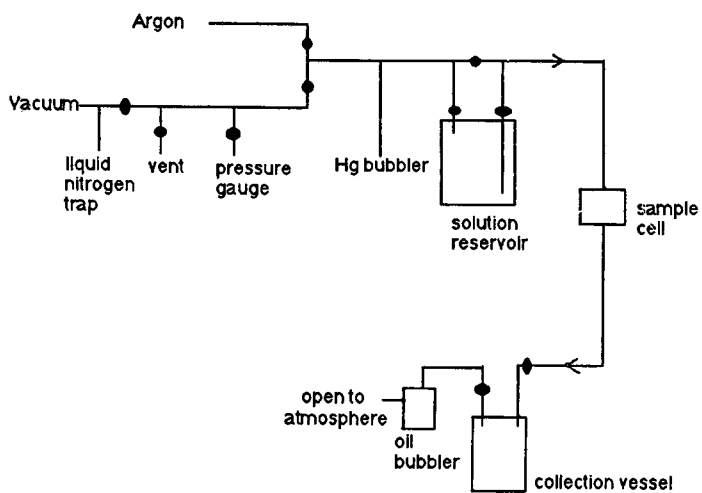 Argon
Vacuum
liquid
nitrogen
trap
vent
pressure
gauge
Hg bubbler
solution
reservoir
sample
cell
open to
atmosphere
oil
bubbler
collection vessel